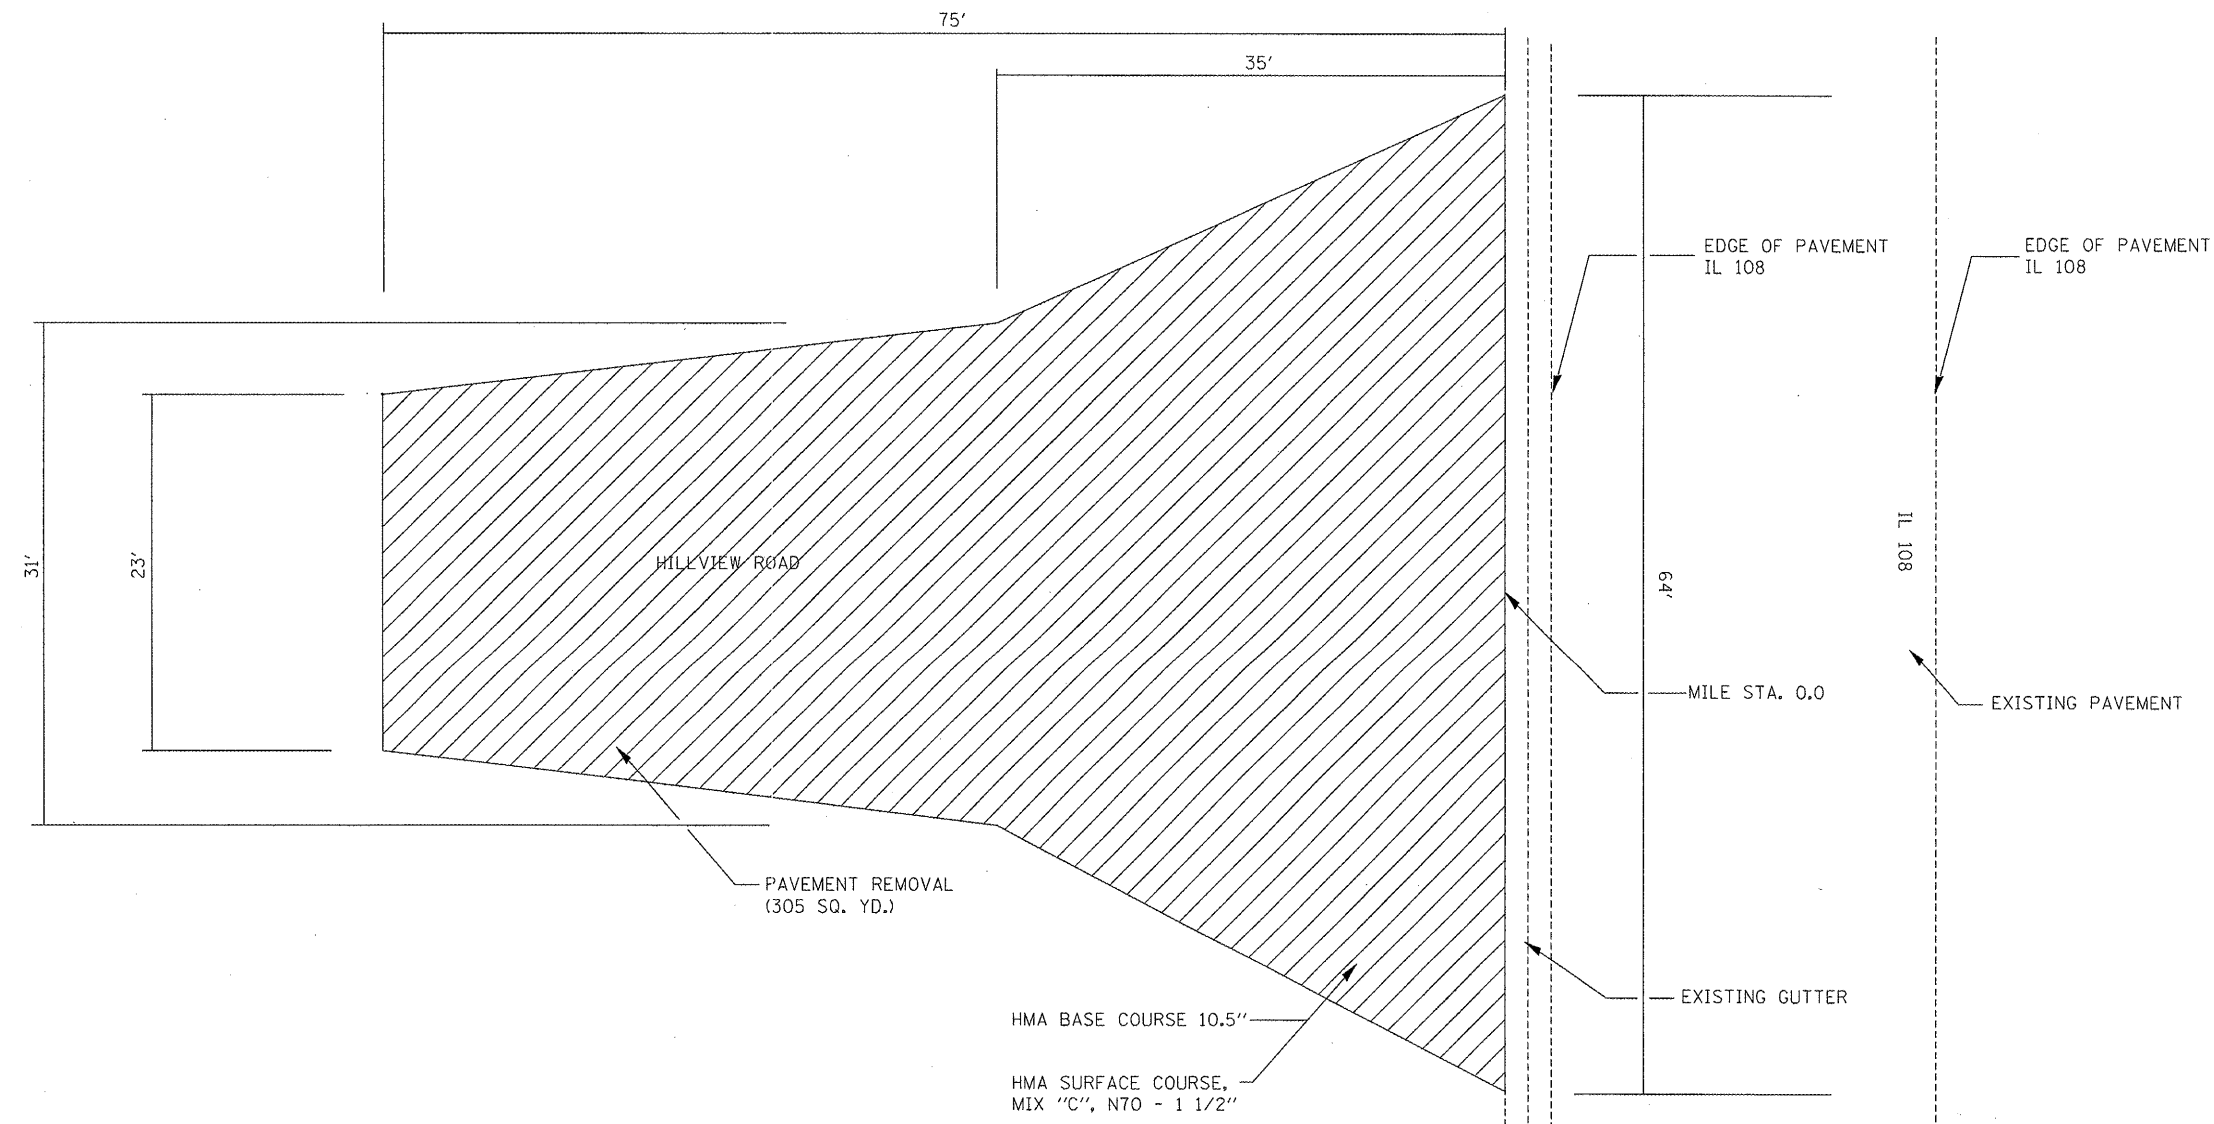 75'
35'
EDGE OF PAVEMENT
IL 108
EDGE OF PAVEMENT
IL 108
31'
23'
HILLVIEW ROAD
IL 108
64'
MILE STA. 0.0
EXISTING PAVEMENT
PAVEMENT REMOVAL
(305 SQ. YD.)
EXISTING GUTTER
HMA BASE COURSE 10.5"
HMA SURFACE COURSE,
MIX "C", N70 - 1 1/2"